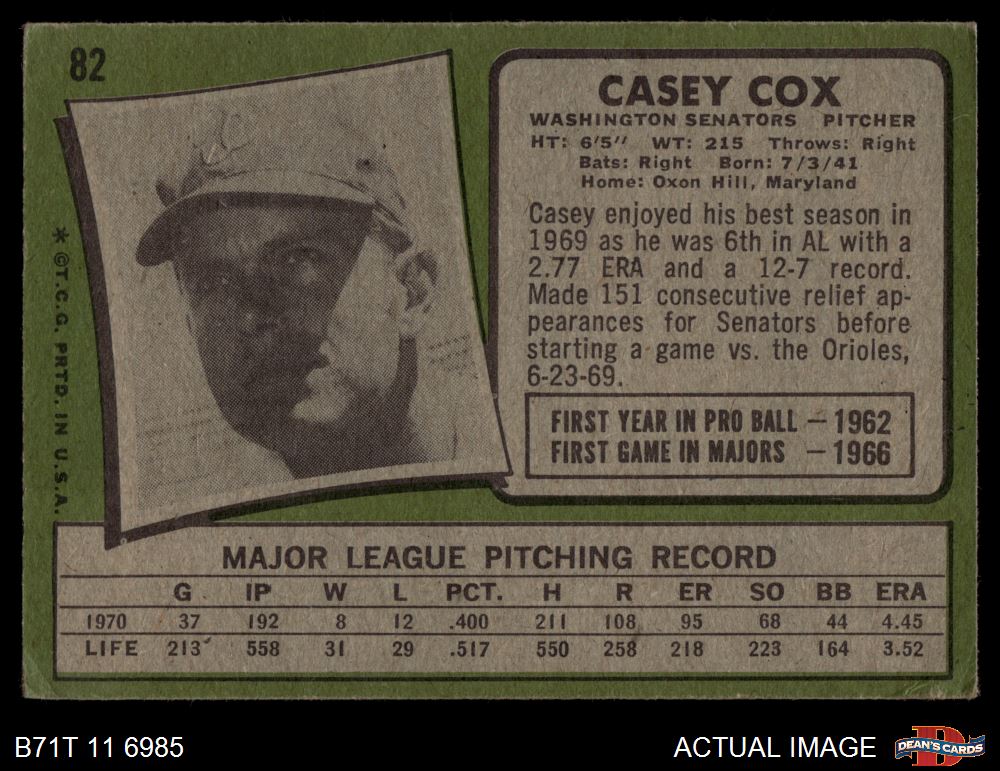 82
CASEY COX
WASHINGTON SENATORS PITCHER
HT: 6'5" WT: 215 Throws: Right
Bats: Right Born: 7/3/41
Home: Oxon Hill, Maryland
Casey enjoyed his best season in
1969 as he was 6th in AL with a
2.77 ERA and a 12-7 record.
Made 151 consecutive relief ap-
pearances for Senators before
starting a game vs. the Orioles,
6-23-69.
FIRST YEAR IN PRO BALL – 1962
FIRST GAME IN MAJORS – 1966
* ©T.C.G. PRTD. IN U.S.A.
MAJOR LEAGUE PITCHING RECORD
G IP W L PCT. H R ER SO BB ERA
1970 37 192 8 12 .400 211 108 95 68 44 4.45
LIFE 213 558 31 29 .517 550 258 218 223 164 3.52
B71T 11 6985
ACTUAL IMAGE
DEAN'S CARDS